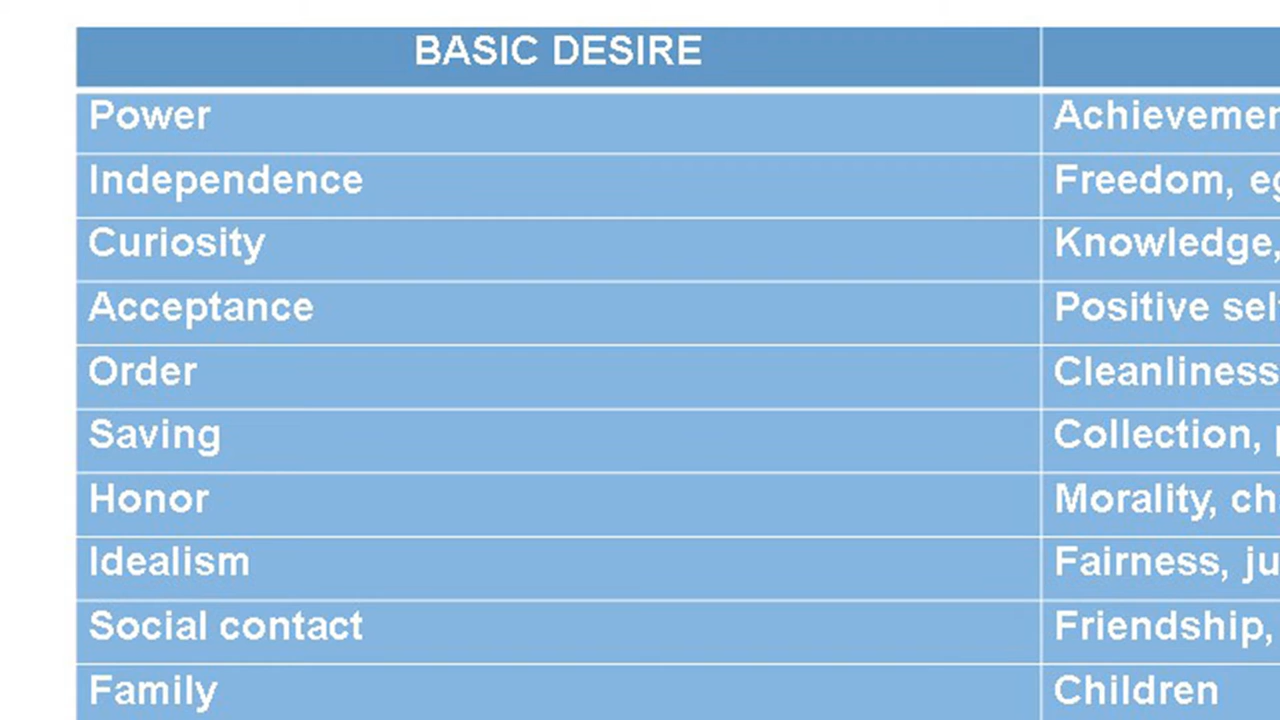 BASIC DESIRE
Power
Independence Freedom,
Curiosity Knowledge,
Acceptance Positive
Order Cleanliness
Saving Collection,
Honor Morality,
Idealism Fairness,
Social contact Friendship,
Family Children